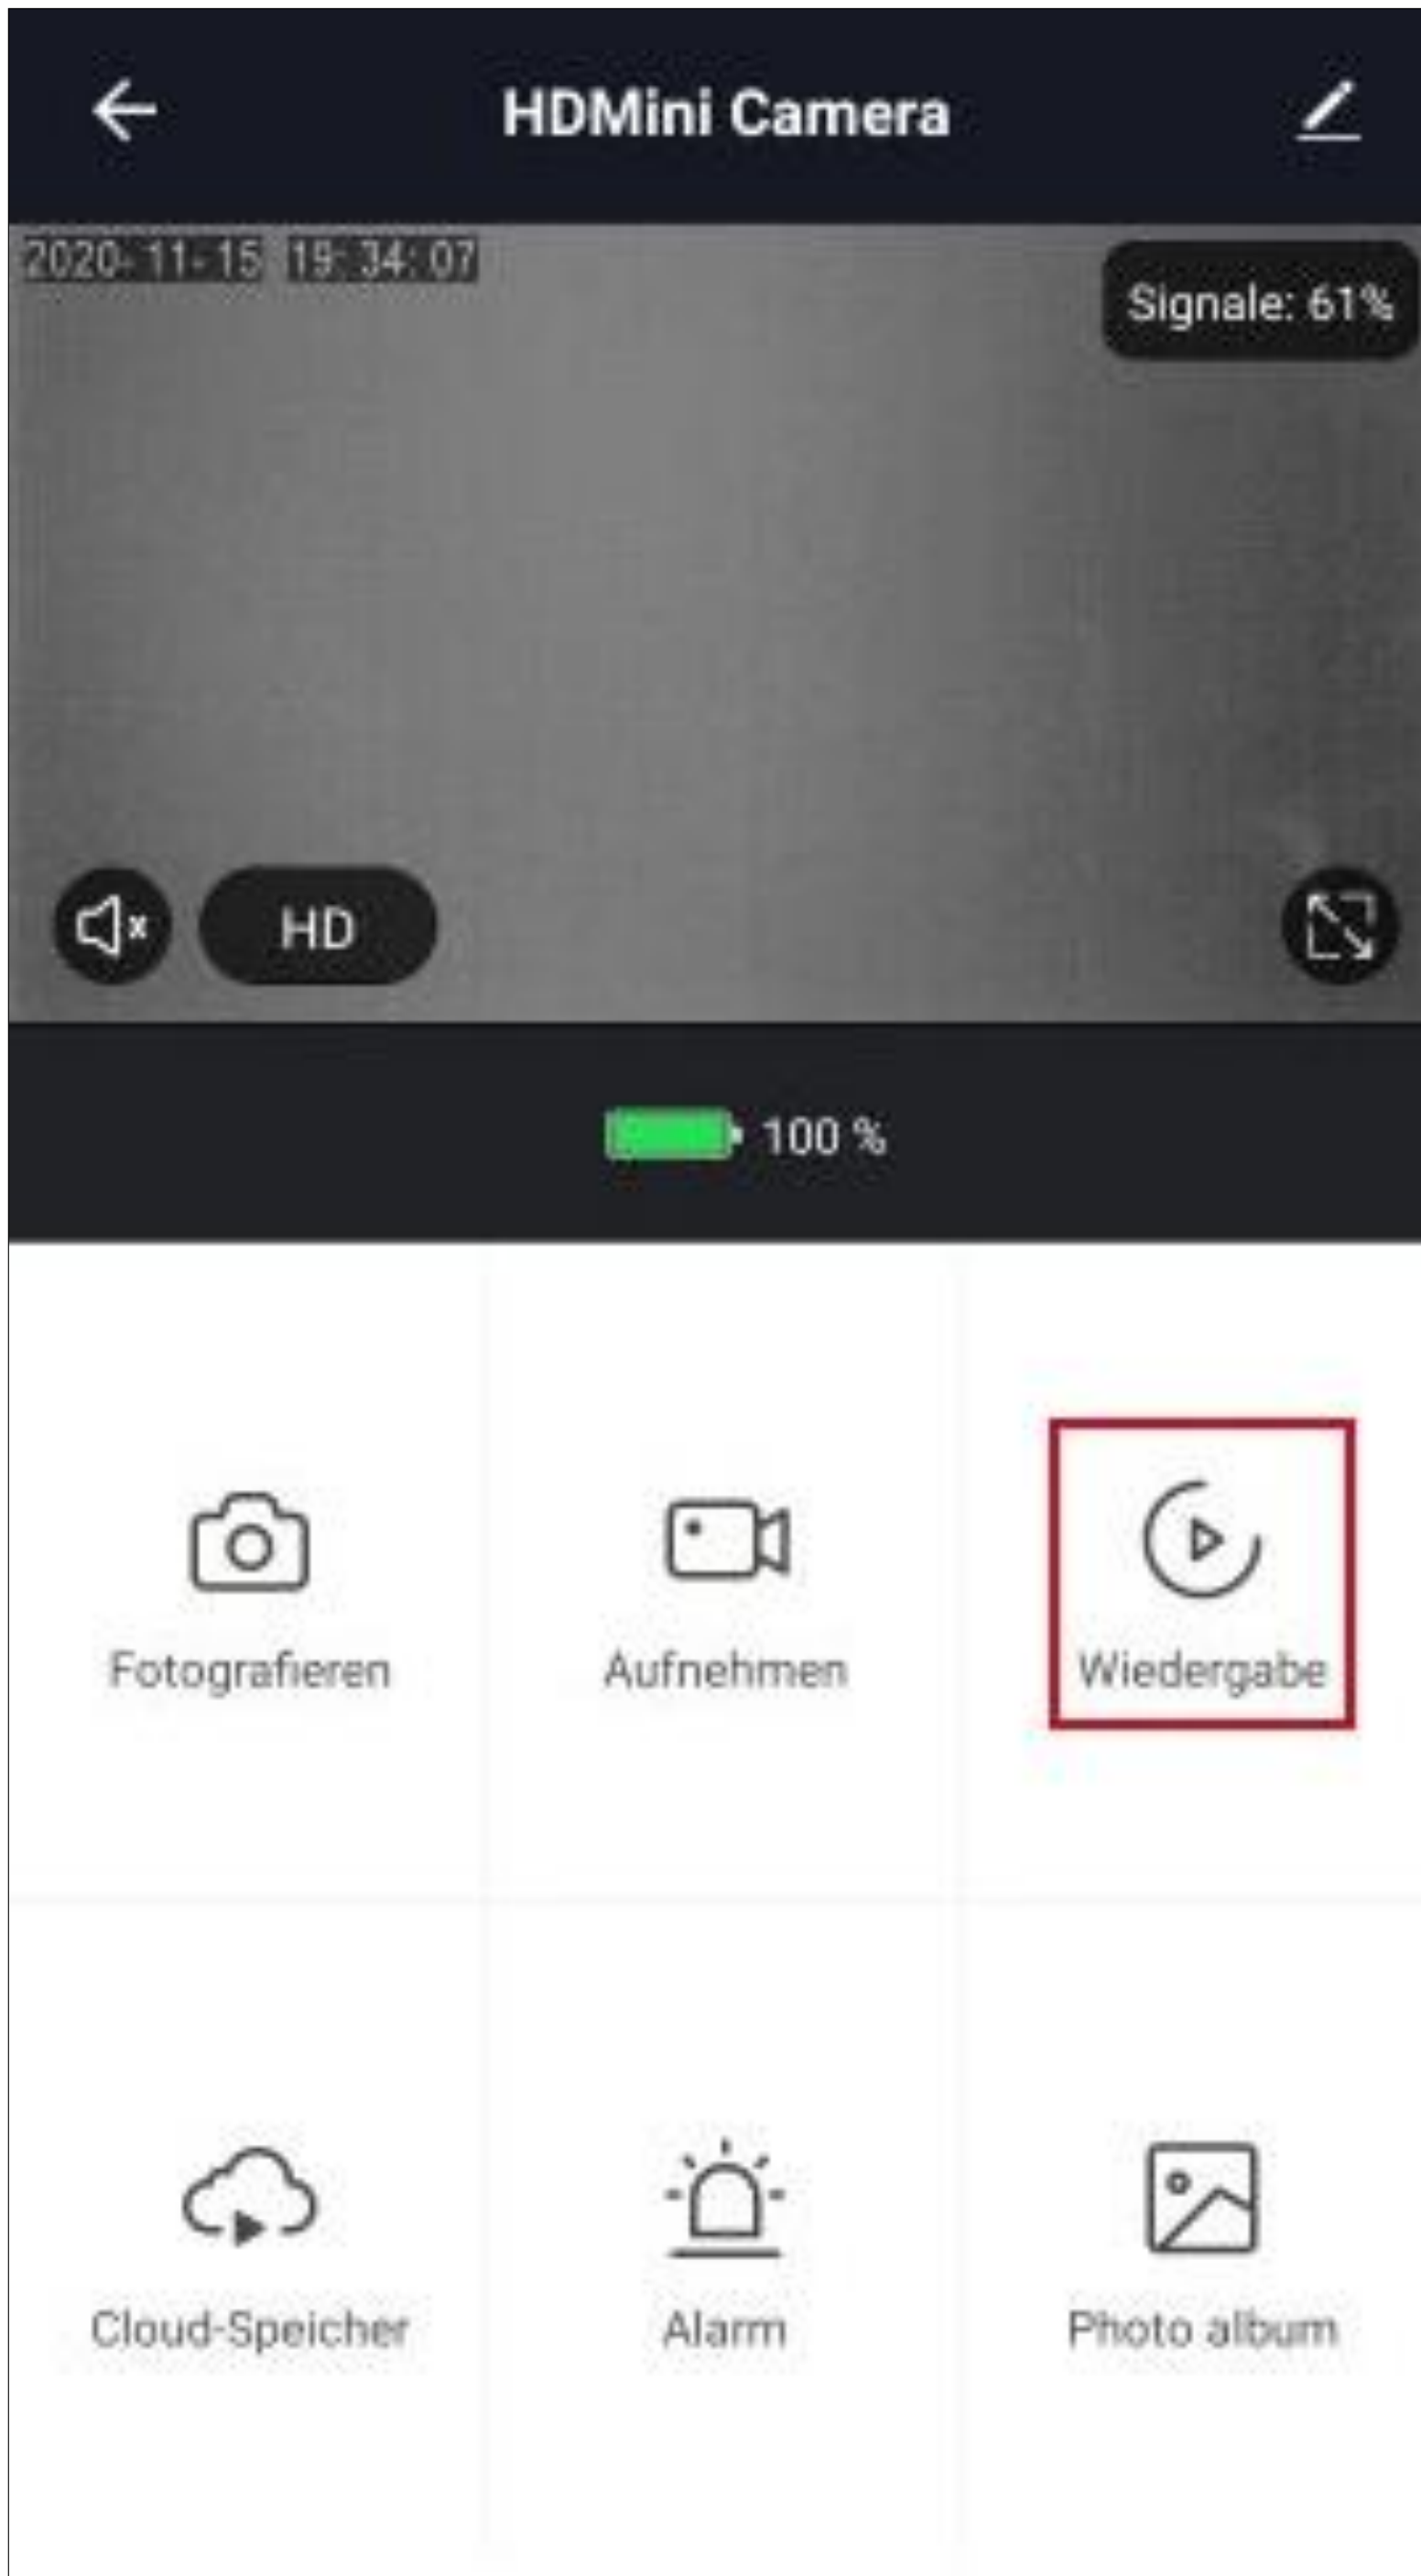 HDMini Camera
2020-11-15 19:34:07
Signale: 61%
HD
100 %
Fotografieren
Aufnehmen
Wiedergabe
Cloud-Speicher
Alarm
Photo album